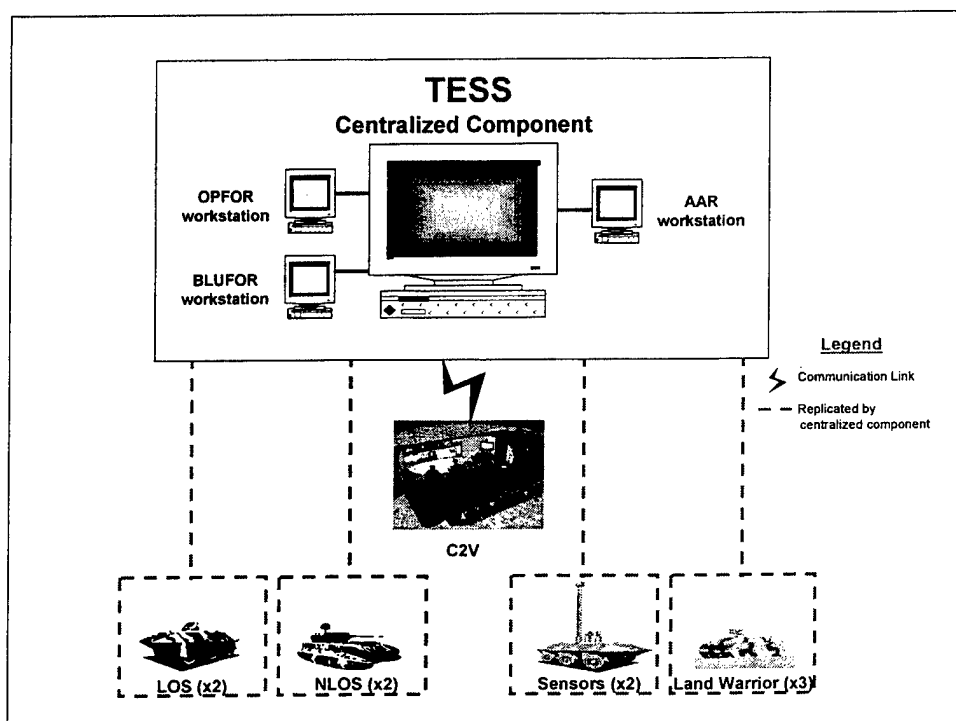 TESS
Centralized Component
OPFOR
workstation
AAR
workstation
BLUFOR
workstation
Legend
Communication Link
Replicated by
centralized component
C2V
LOS (x2)
NLOS (x2)
Sensors (x2)
Land Warrior (x3)